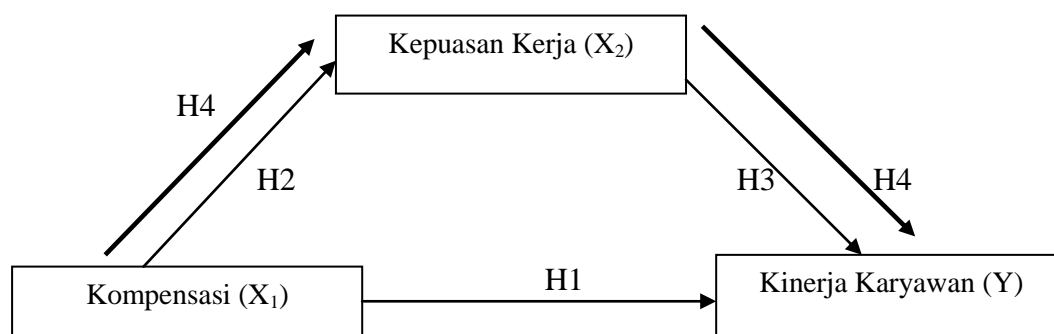 Kepuasan Kerja (X₂)
H4
H2
H3
H4
H1
Kompensasi (X₁)
Kinerja Karyawan (Y)